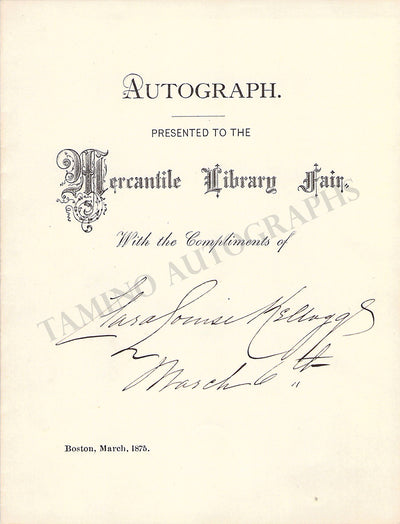 AUTOGRAPH.
PRESENTED TO THE
Mercantile Library Fair,
With the Compliments of
Clara Louise Kellogg
March 6th
Boston, March, 1875.
TAMINO AUTOGRAPHS